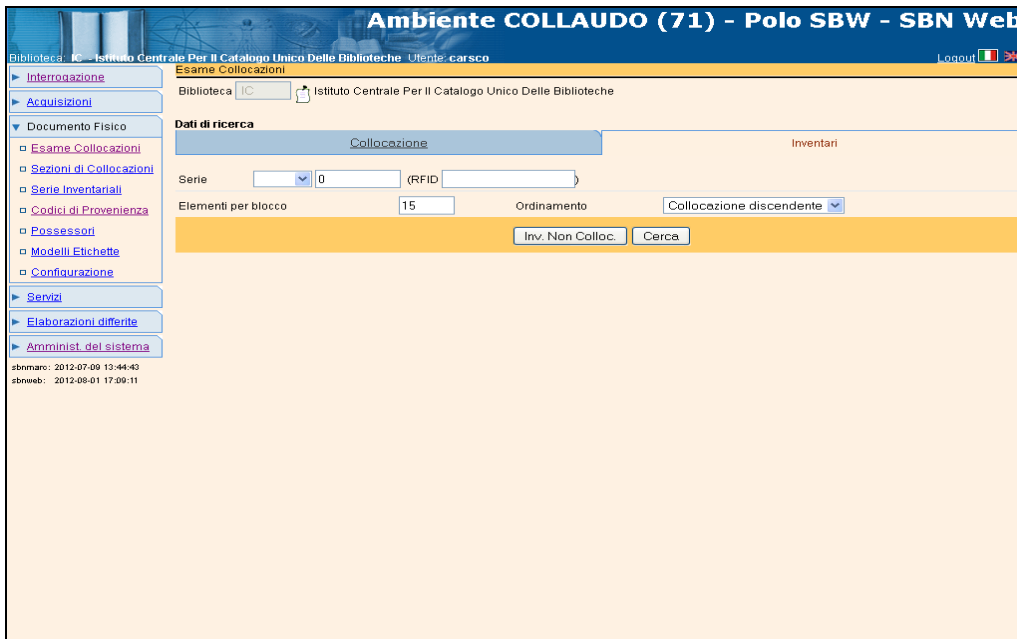 Ambiente COLLAUDO (71) - Polo SBW - SBN Web
Biblioteca: IC - Istituto Centrale Per Il Catalogo Unico Delle Biblioteche Utente: carsco Logout
Interrogazione
Acquisizioni
Documento Fisico
Esame Collocazioni
Sezioni di Collocazioni
Serie Inventariali
Codici di Provenienza
Possessori
Modelli Etichette
Configurazione
Servizi
Elaborazioni differite
Amminist. del sistema
sbnmarc: 2012-07-09 13:44:43
sbnweb: 2012-08-01 17:09:11
Esame Collocazioni
Biblioteca IC Istituto Centrale Per Il Catalogo Unico Delle Biblioteche
Dati di ricerca
Collocazione Inventari
Serie 0 (RFID )
Elementi per blocco 15 Ordinamento Collocazione discendente
Inv. Non Colloc. Cerca